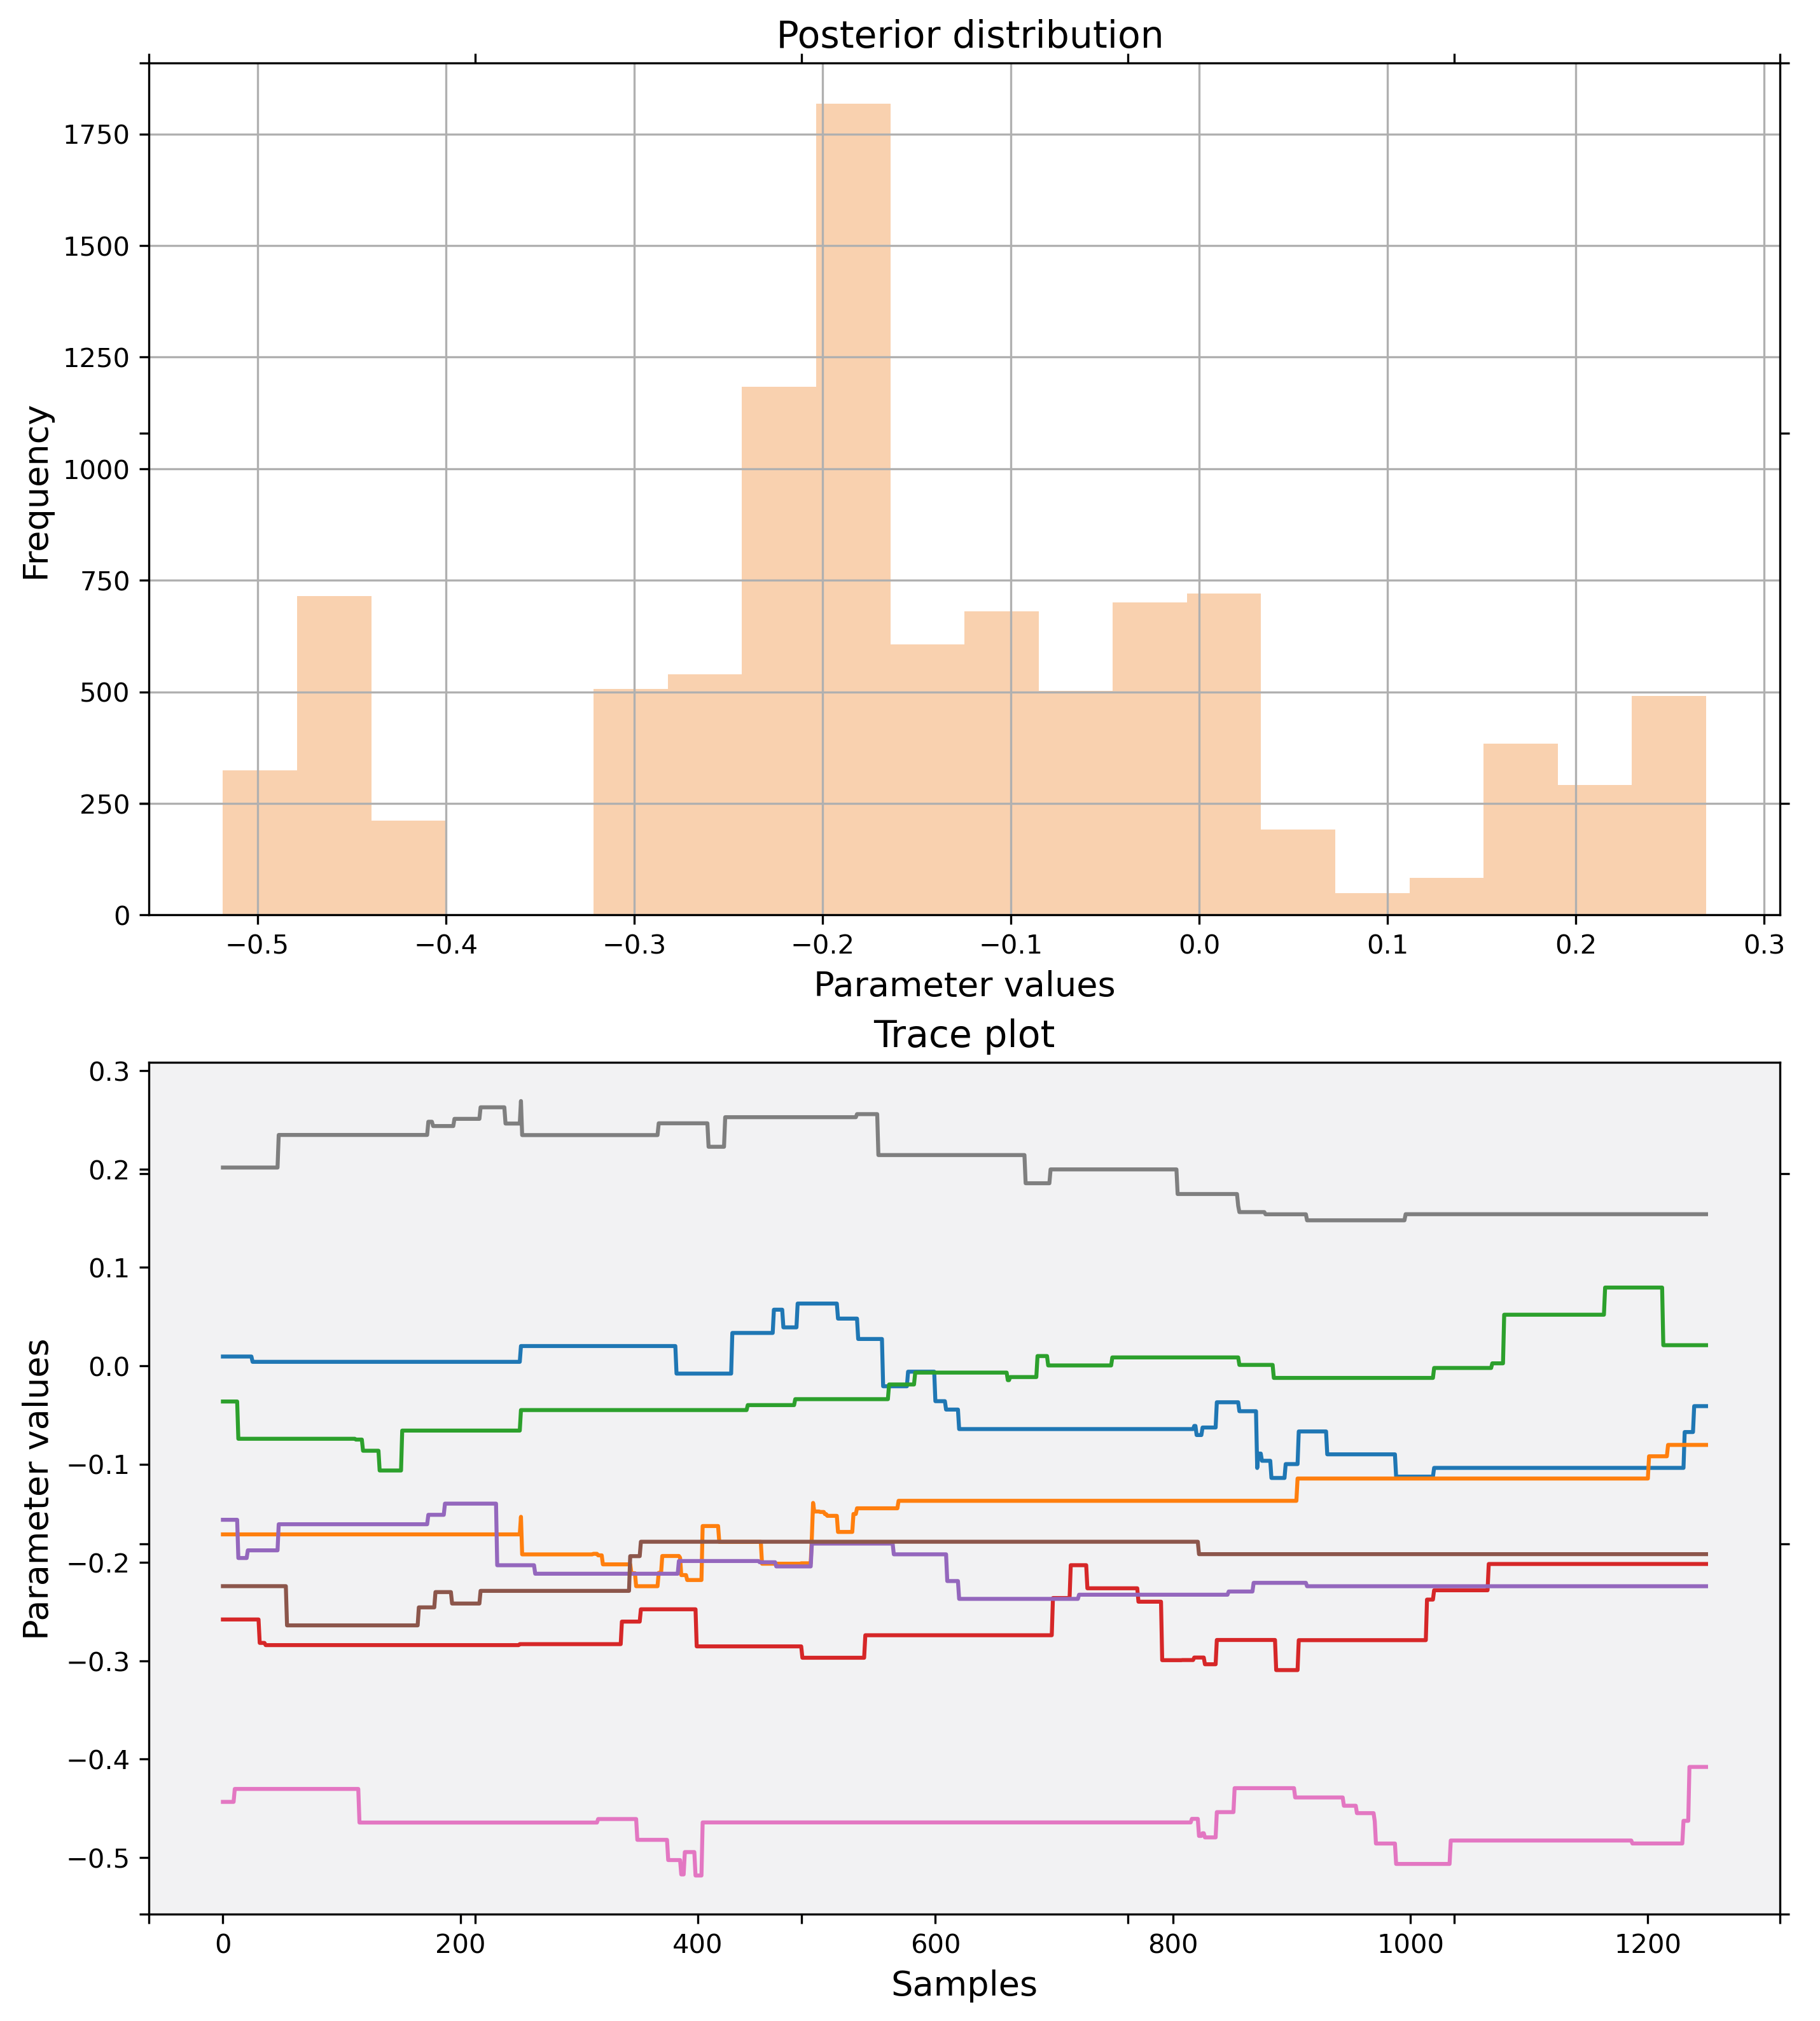 Posterior distribution
1750
1500
1250
1000
750
500
250
0
Frequency
−0.5 −0.4 −0.3 −0.2 −0.1 0.0 0.1 0.2 0.3
Parameter values
Trace plot
0.3
0.2
0.1
0.0
−0.1
−0.2
−0.3
−0.4
−0.5
Parameter values
0 200 400 600 800 1000 1200
Samples